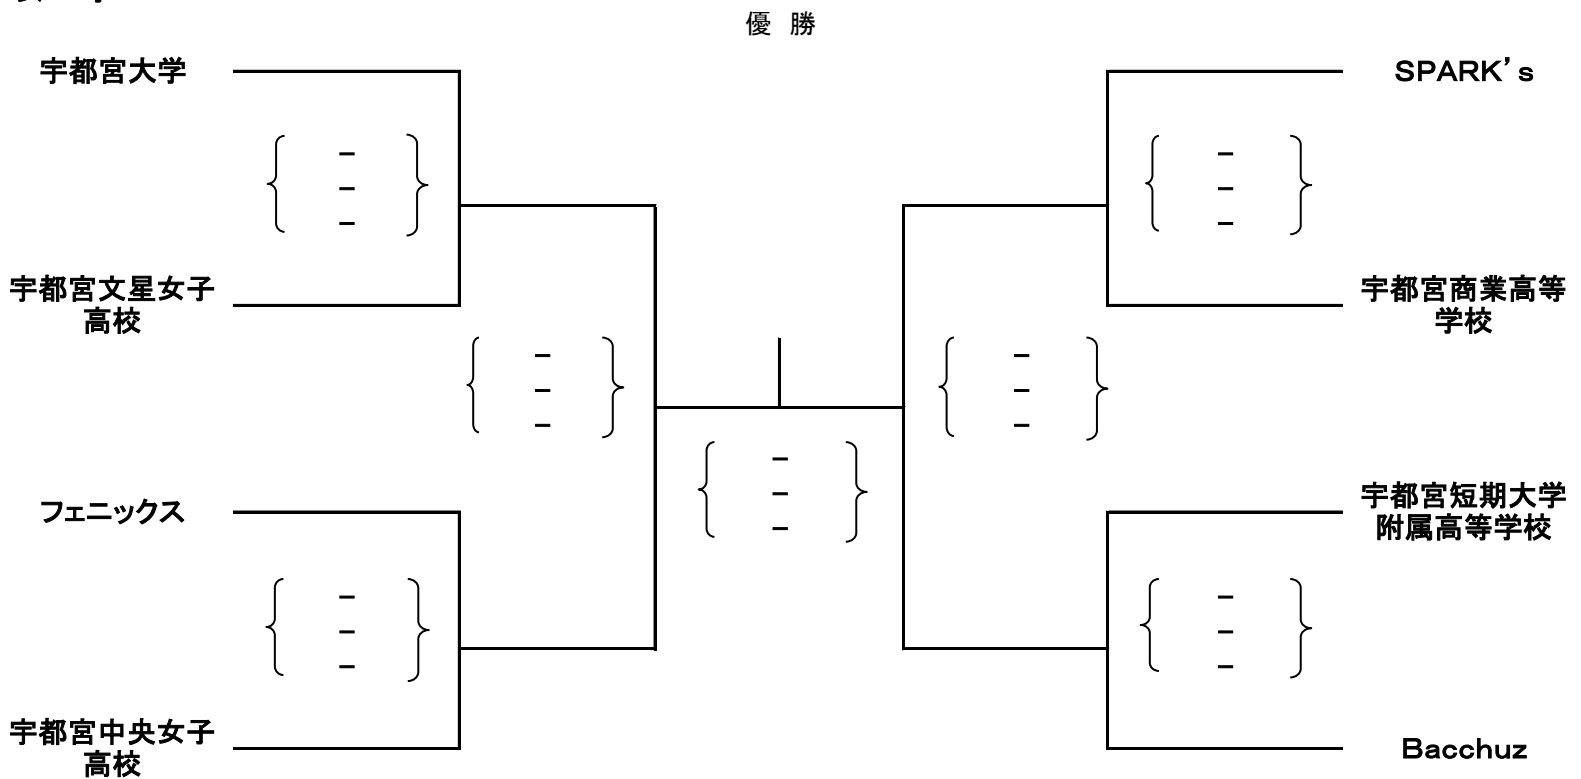 優 勝
宇都宮大学
SPARK's
－ －
－ －
－ －
宇都宮文星女子
高校
宇都宮商業高等
学校
－ －
－ －
－ －
－
－
－
フェニックス
宇都宮短期大学
附属高等学校
－ －
－ －
－ －
宇都宮中央女子
高校
Bacchuz